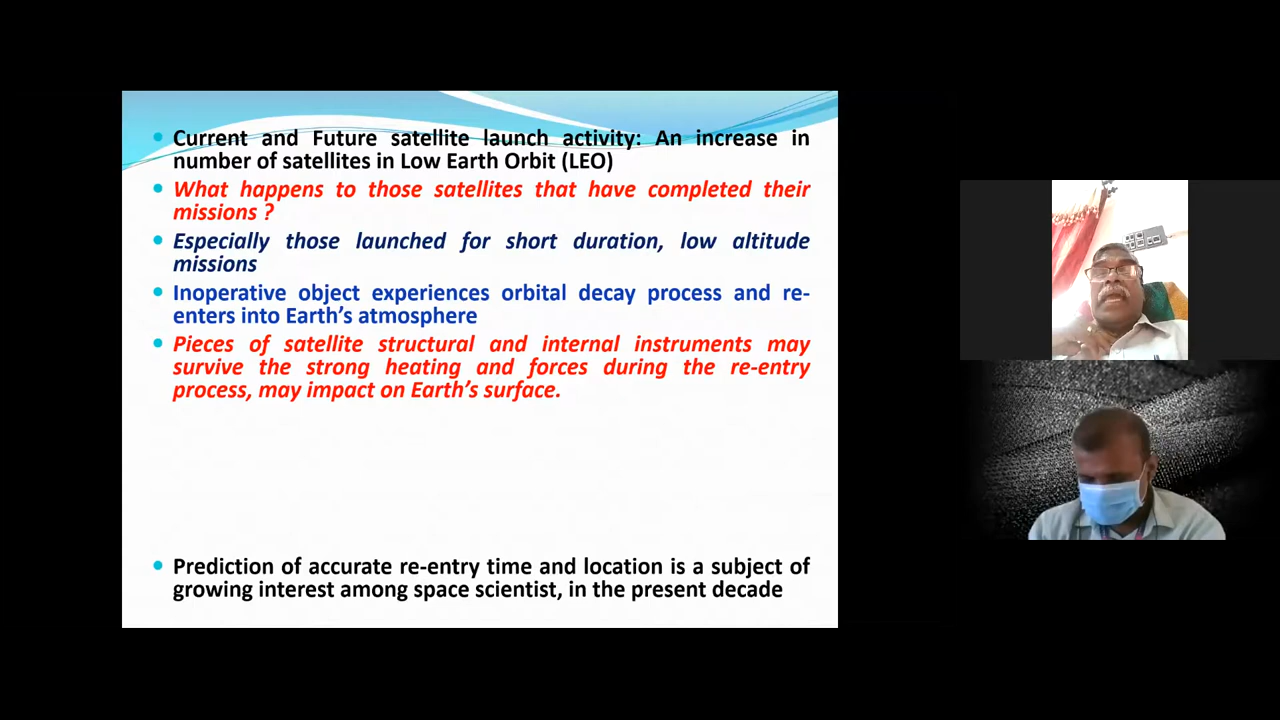 Current and Future satellite launch activity: An increase in
number of satellites in Low Earth Orbit (LEO)
What happens to those satellites that have completed their
missions ?
Especially those launched for short duration, low altitude
missions
Inoperative object experiences orbital decay process and re-
enters into Earth's atmosphere
Pieces of satellite structural and internal instruments may
survive the strong heating and forces during the re-entry
process, may impact on Earth's surface.
Prediction of accurate re-entry time and location is a subject of
growing interest among space scientist, in the present decade